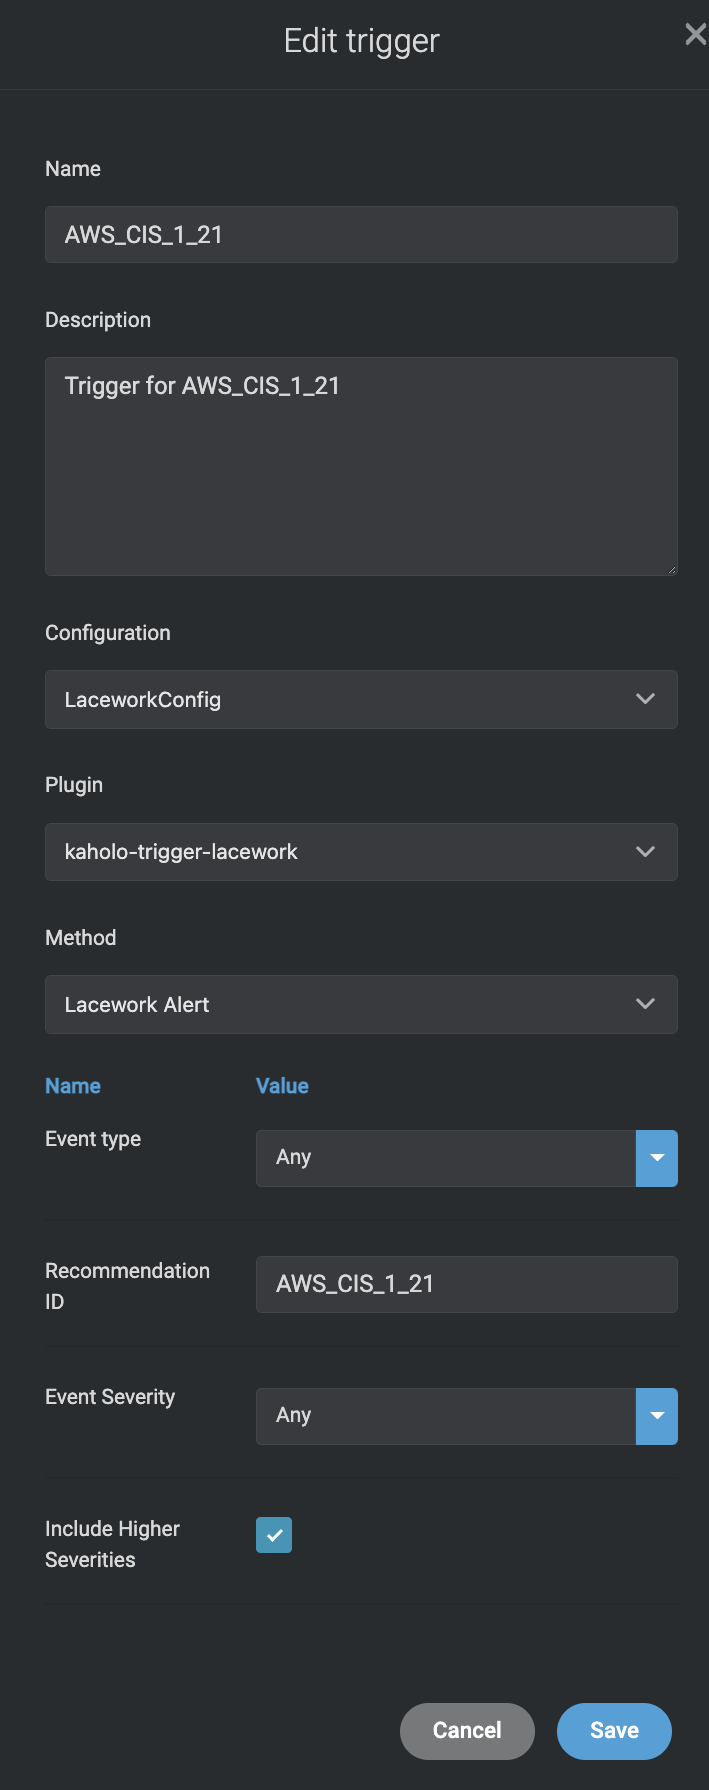 Edit trigger
Name
AWS_CIS_1_21
Description
Trigger for AWS_CIS_1_21
Configuration
LaceworkConfig
Plugin
kaholo-trigger-lacework
Method
Lacework Alert
Name Value
Event type Any
Recommendation
ID
AWS_CIS_1_21
Event Severity Any
Include Higher
Severities
Cancel Save